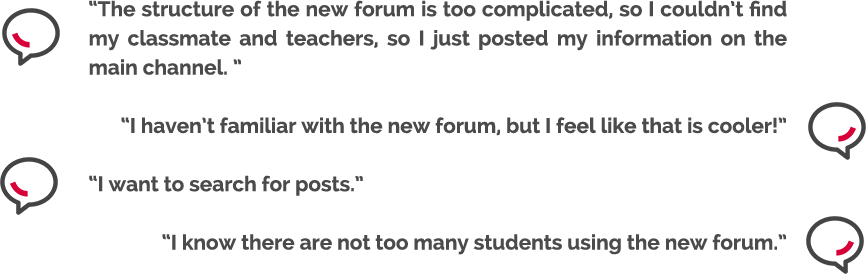 “The structure of the new forum is too complicated, so I couldn’t find
my classmate and teachers, so I just posted my information on the
main channel. ”
“I haven’t familiar with the new forum, but I feel like that is cooler!”
“I want to search for posts.”
“I know there are not too many students using the new forum.”